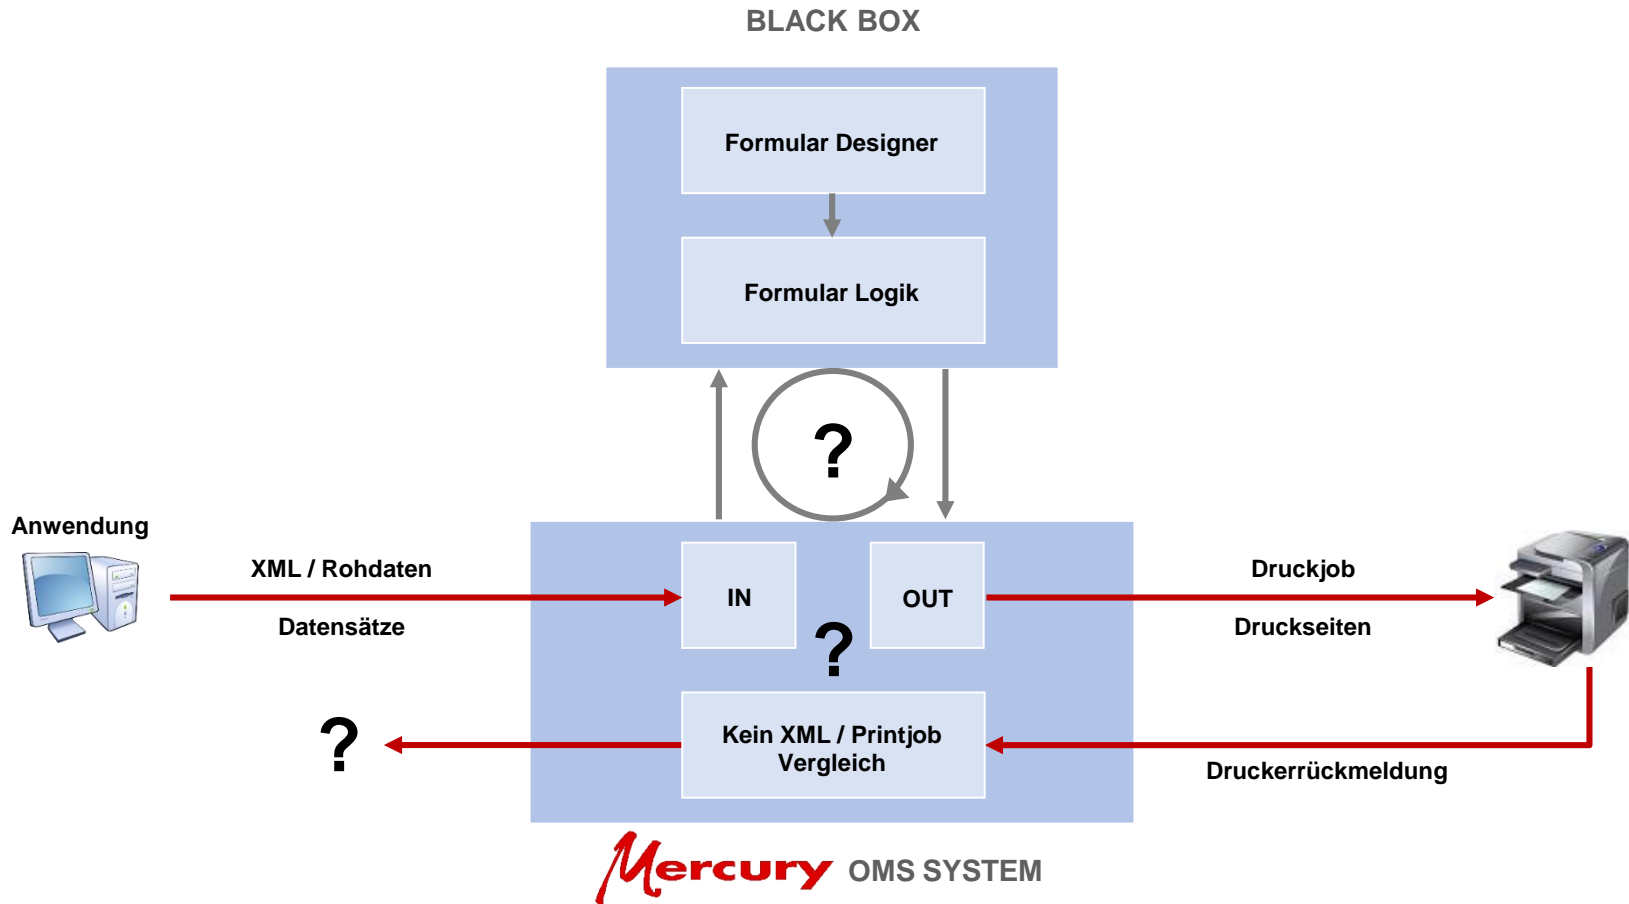 BLACK BOX
Formular Designer
Formular Logik
?
Anwendung
XML / Rohdaten
Datensätze
IN
OUT
?
Druckjob
Druckseiten
?
Kein XML / Printjob
Vergleich
Druckerrückmeldung
Mercury OMS SYSTEM